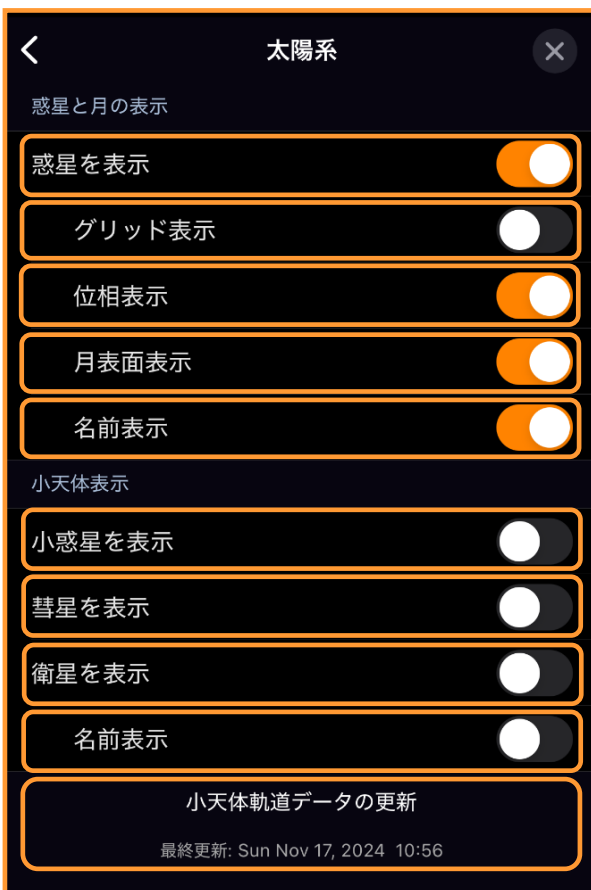 太陽系
惑星と月の表示
惑星を表示
グリッド表示
位相表示
月表面表示
名前表示
小天体表示
小惑星を表示
彗星を表示
衛星を表示
名前表示
小天体軌道データの更新
最終更新: Sun Nov 17, 2024 10:56